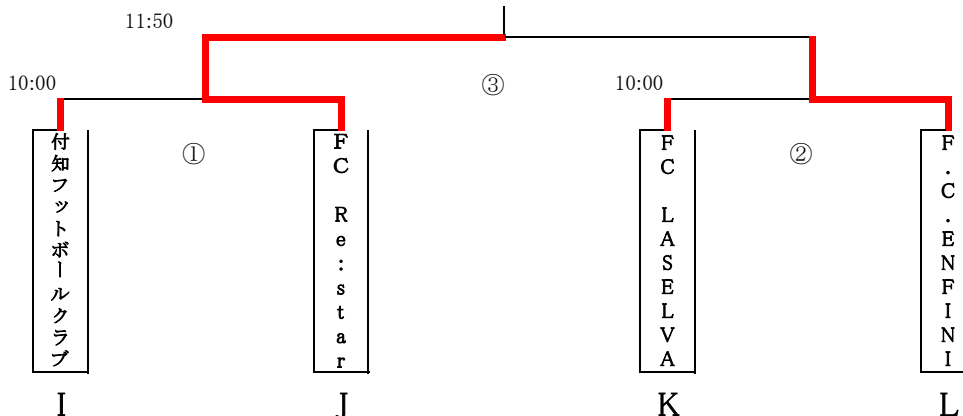 11:50
10:00
③
10:00
①
②
付知フットボールクラブ
FC Re:star
FC LASELVA
F.C.ENFINI
I
J
K
L